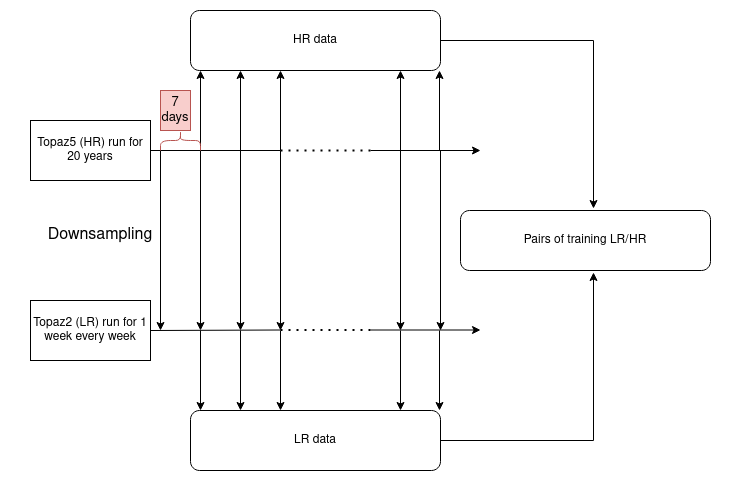 HR data
7
days
Topaz5 (HR) run for
20 years
Downsampling
Pairs of training LR/HR
Topaz2 (LR) run for 1
week every week
LR data